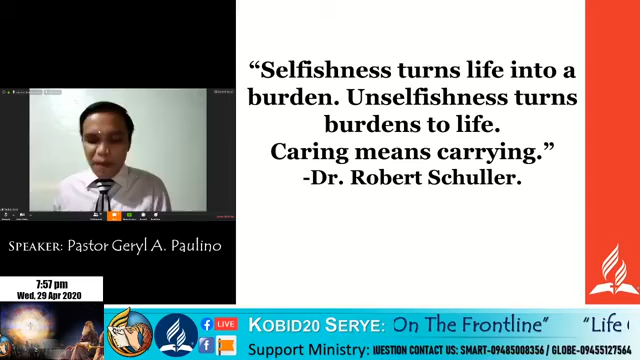 “Selfishness turns life into a
burden. Unselfishness turns
burdens to life.
Caring means carrying.”
-Dr. Robert Schuller.
SPEAKER: Pastor Geryl A. Paulino
7:57 pm
Wed, 29 Apr 2020
LIVE
KOBID20 SERYE: On The Frontline” “Life
Support Ministry: QUESTION CONTACT US: SMART-09485008356 / GLOBE-09455127564